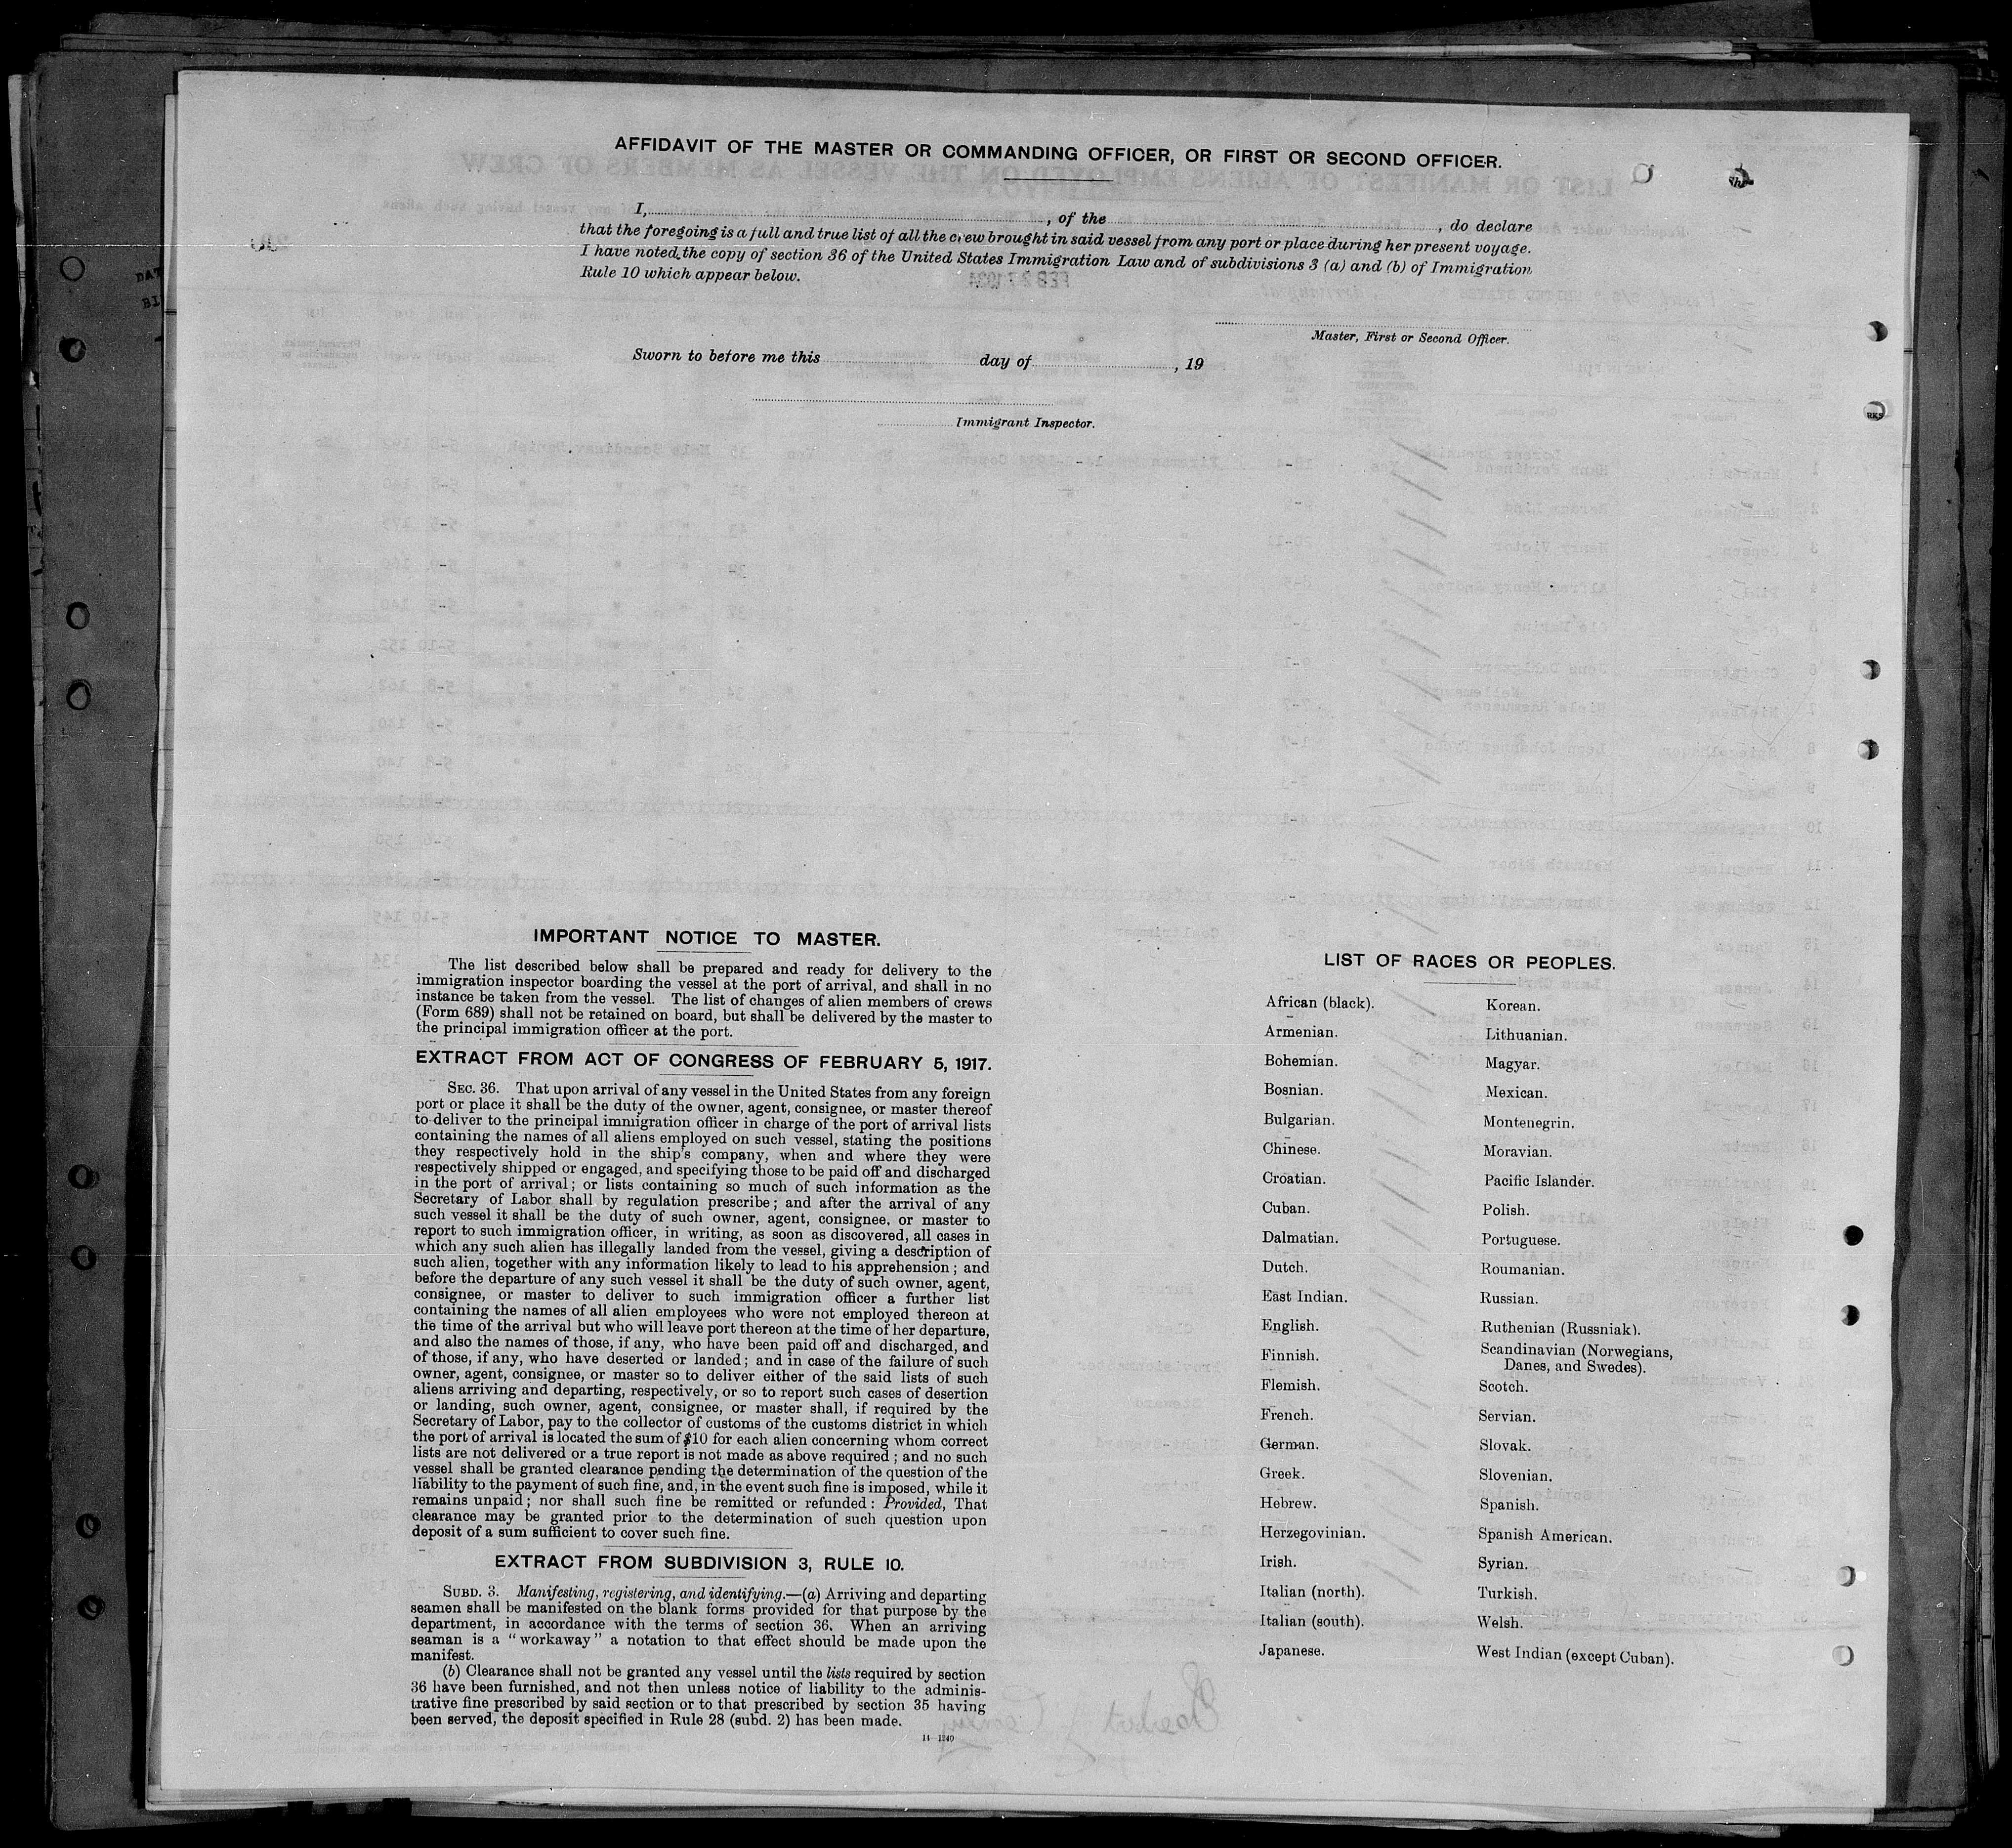 AFFIDAVIT OF THE MASTER OR COMMANDING OFFICER, OR FIRST OR SECOND OFFICER.
I, , of the , do declare
that the foregoing is a full and true list of all the crew brought in said vessel from any port or place during her present voyage.
I have noted the copy of section 36 of the United States Immigration Law and of subdivisions 3 (a) and (b) of Immigration
Rule 10 which appear below.
Master, First or Second Officer.
Sworn to before me this day of , 19
Immigrant Inspector.
IMPORTANT NOTICE TO MASTER.
The list described below shall be prepared and ready for delivery to the
immigration inspector boarding the vessel at the port of arrival, and shall in no
instance be taken from the vessel. The list of changes of alien members of crews
(Form 689) shall not be retained on board, but shall be delivered by the master to
the principal immigration officer at the port.
EXTRACT FROM ACT OF CONGRESS OF FEBRUARY 5, 1917.
SEC. 36. That upon arrival of any vessel in the United States from any foreign
port or place it shall be the duty of the owner, agent, consignee, or master thereof
to deliver to the principal immigration officer in charge of the port of arrival lists
containing the names of all aliens employed on such vessel, stating the positions
they respectively hold in the ship's company, when and where they were
respectively shipped or engaged, and specifying those to be paid off and discharged
in the port of arrival; or lists containing so much of such information as the
Secretary of Labor shall by regulation prescribe; and after the arrival of any
such vessel it shall be the duty of such owner, agent, consignee, or master to
report to such immigration officer, in writing, as soon as discovered, all cases in
which any such alien has illegally landed from the vessel, giving a description of
such alien, together with any information likely to lead to his apprehension; and
before the departure of any such vessel it shall be the duty of such owner, agent,
consignee, or master to deliver to such immigration officer a further list
containing the names of all alien employees who were not employed thereon at
the time of the arrival but who will leave port thereon at the time of her departure,
and also the names of those, if any, who have been paid off and discharged, and
of those, if any, who have deserted or landed; and in case of the failure of such
owner, agent, consignee, or master so to deliver either of the said lists of such
aliens arriving and departing, respectively, or so to report such cases of desertion
or landing, such owner, agent, consignee, or master shall, if required by the
Secretary of Labor, pay to the collector of customs of the customs district in which
the port of arrival is located the sum of $10 for each alien concerning whom correct
lists are not delivered or a true report is not made as above required; and no such
vessel shall be granted clearance pending the determination of the question of the
liability to the payment of such fine, and, in the event such fine is imposed, while it
remains unpaid; nor shall such fine be remitted or refunded: Provided, That
clearance may be granted prior to the determination of such question upon
deposit of a sum sufficient to cover such fine.
EXTRACT FROM SUBDIVISION 3, RULE 10.
SUBD. 3. Manifesting, registering, and identifying.—(a) Arriving and departing
seamen shall be manifested on the blank forms provided for that purpose by the
department, in accordance with the terms of section 36. When an arriving
seaman is a "workaway" a notation to that effect should be made upon the
manifest.
(b) Clearance shall not be granted any vessel until the lists required by section
36 have been furnished, and not then unless notice of liability to the adminis-
trative fine prescribed by said section or to that prescribed by section 35 having
been served, the deposit specified in Rule 28 (subd. 2) has been made.
LIST OF RACES OR PEOPLES.
African (black).
Armenian.
Bohemian.
Bosnian.
Bulgarian.
Chinese.
Croatian.
Cuban.
Dalmatian.
Dutch.
East Indian.
English.
Finnish.
Flemish.
French.
German.
Greek.
Hebrew.
Herzegovinian.
Irish.
Italian (north).
Italian (south).
Japanese.
Korean.
Lithuanian.
Magyar.
Mexican.
Montenegrin.
Moravian.
Pacific Islander.
Polish.
Portuguese.
Roumanian.
Russian.
Ruthenian (Russniak).
Scandinavian (Norwegians,
Danes, and Swedes).
Scotch.
Servian.
Slovak.
Slovenian.
Spanish.
Spanish American.
Syrian.
Turkish.
Welsh.
West Indian (except Cuban).